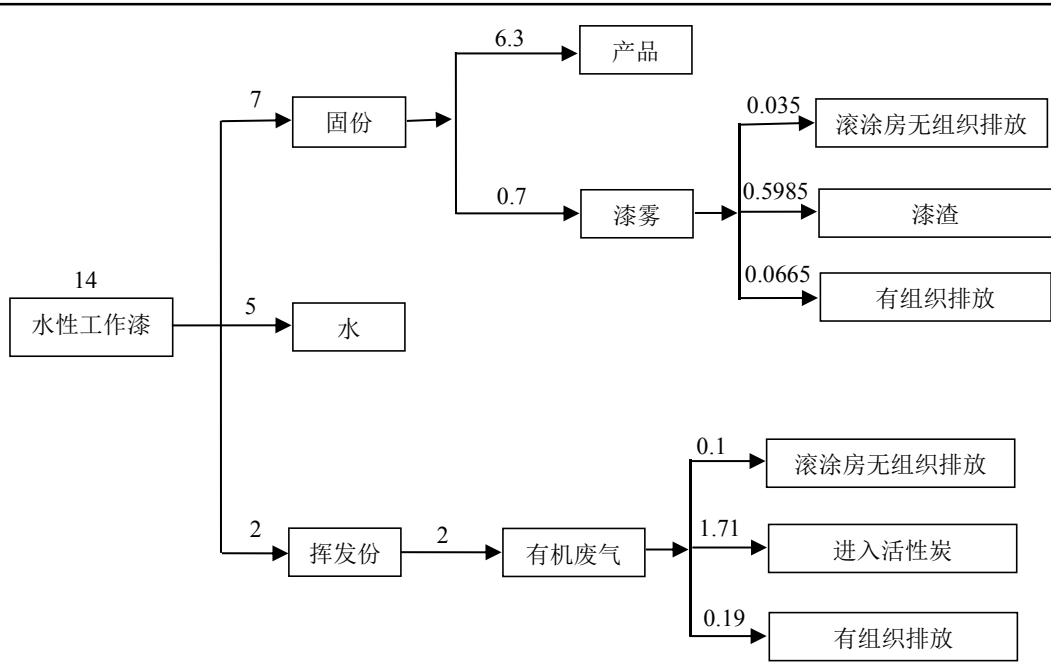 6.3
产品
7
固份
0.035
滚涂房无组织排放
0.7
漆雾
0.5985
漆渣
0.0665
有组织排放
14
水性工作漆
5
水
0.1
滚涂房无组织排放
2
挥发份
2
有机废气
1.71
进入活性炭
0.19
有组织排放